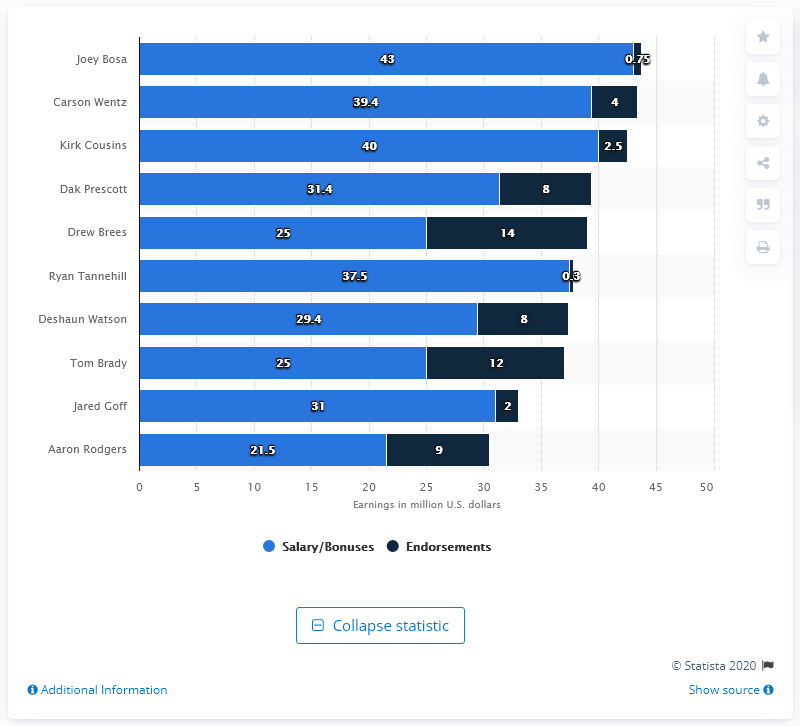 Joey Bosa 43 0.75
Carson Wentz 39.4 4
Kirk Cousins 40 2.5
Dak Prescott 31.4 8
Drew Brees 25 14
Ryan Tannehill 37.5 0.3
Deshaun Watson 29.4 8
Tom Brady 25 12
Jared Goff 31 2
Aaron Rodgers 21.5 9
0 5 10 15 20 25 30 35 40 45 50
Earnings in million U.S. dollars
Salary/Bonuses Endorsements
Collapse statistic
© Statista 2020
Additional Information Show source